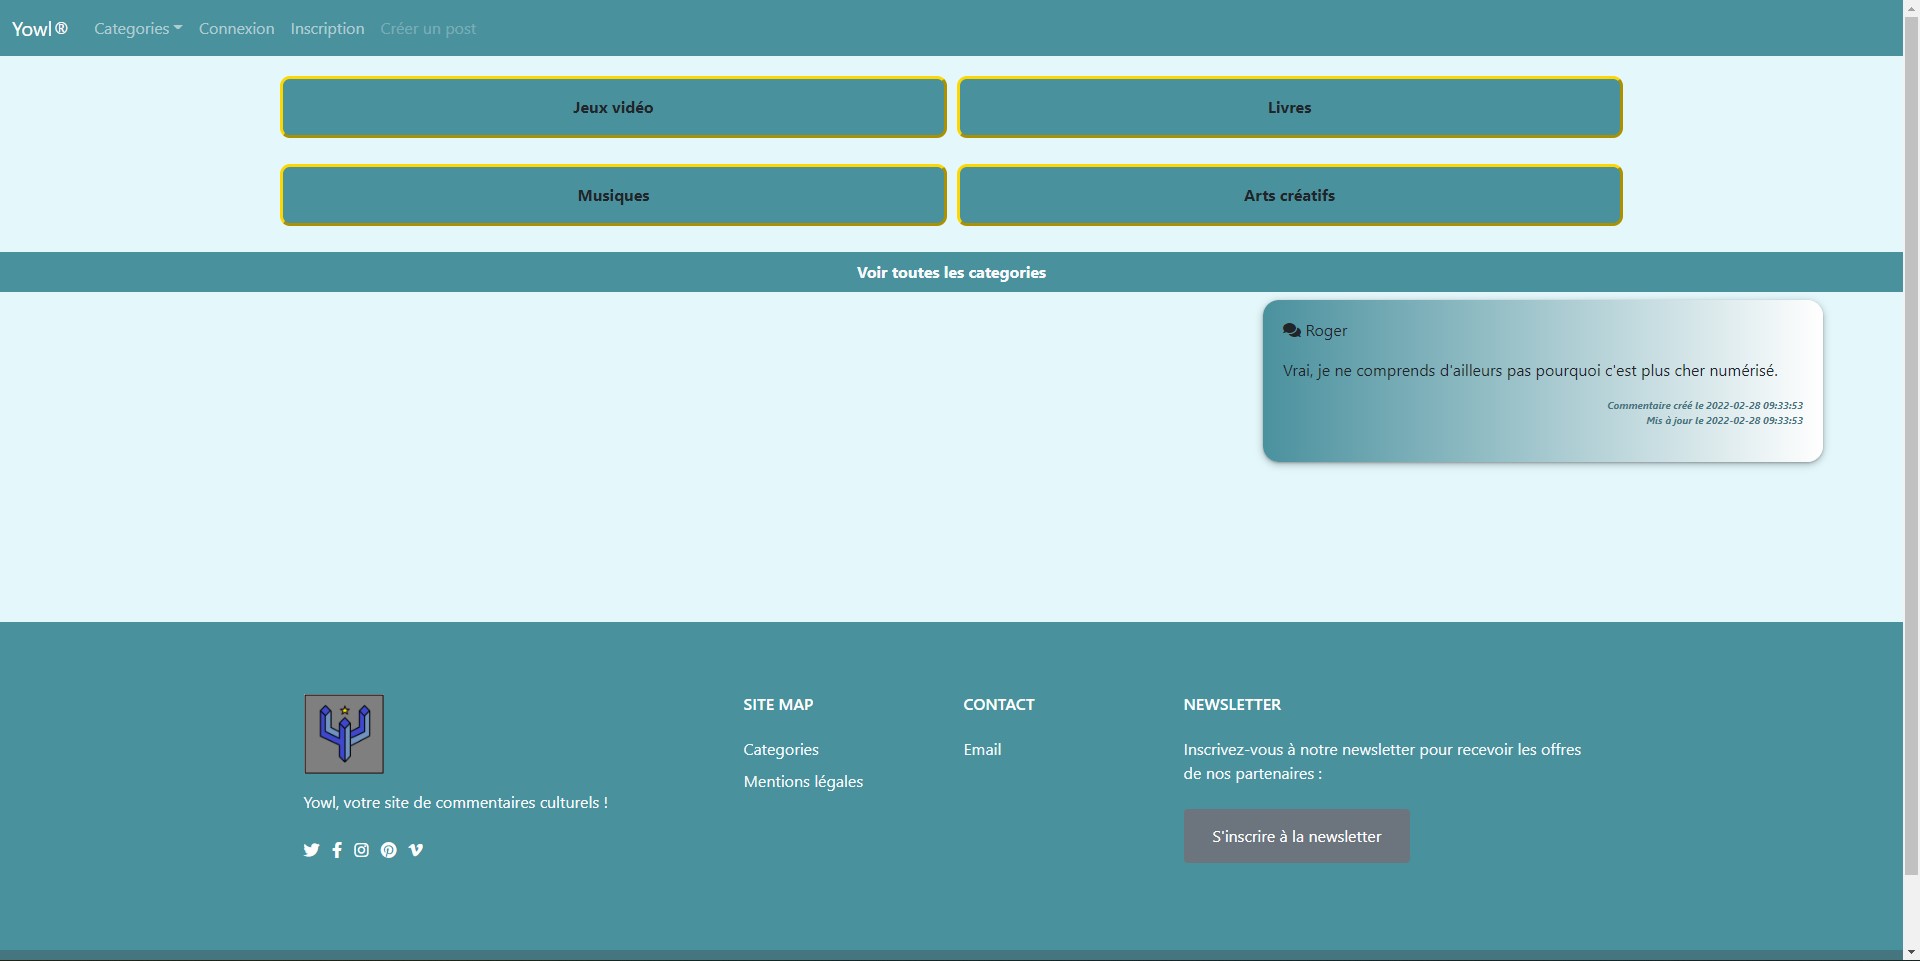 Yowl ® Categories Connexion Inscription Créer un post
Jeux vidéo
Livres
Musiques
Arts créatifs
Voir toutes les categories
Roger
Vrai, je ne comprends d'ailleurs pas pourquoi c'est plus cher numérisé.
Commentaire créé le 2022-02-28 09:33:53
Mis à jour le 2022-02-28 09:33:53
Yowl, votre site de commentaires culturels !
SITE MAP
Categories
Mentions légales
CONTACT
Email
NEWSLETTER
Inscrivez-vous à notre newsletter pour recevoir les offres
de nos partenaires :
S'inscrire à la newsletter